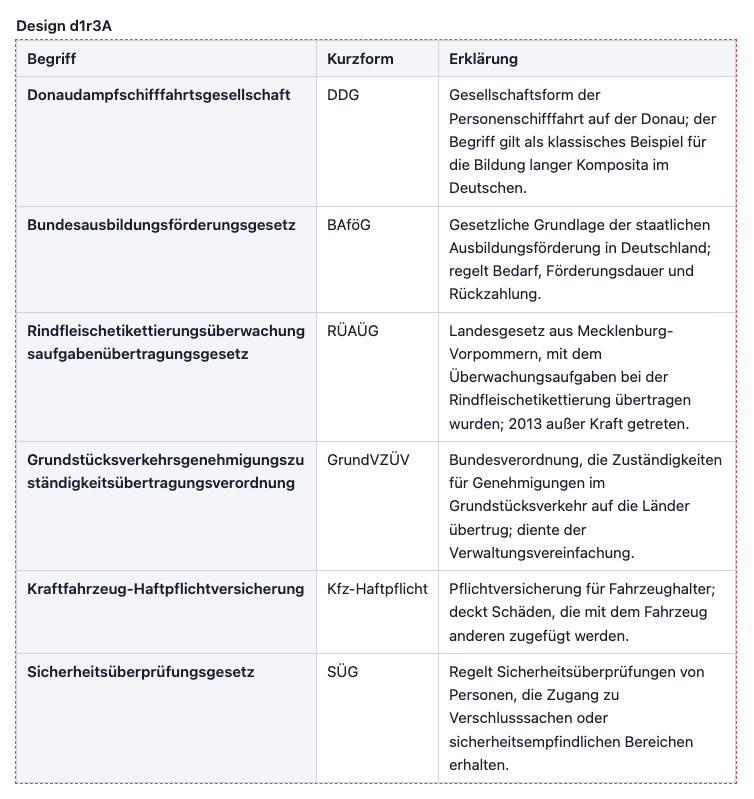 Design d1r3A
Begriff Kurzform Erklärung
Donaudampfschifffahrtsgesellschaft DDG Gesellschaftsform der
Personenschifffahrt auf der Donau; der
Begriff gilt als klassisches Beispiel für
die Bildung langer Komposita im
Deutschen.
Bundesausbildungsförderungsgesetz BAföG Gesetzliche Grundlage der staatlichen
Ausbildungsförderung in Deutschland;
regelt Bedarf, Förderungsdauer und
Rückzahlung.
Rindfleischetikettierungsüberwachung RÜAÜG Landesgesetz aus Mecklenburg-
saufgabenübertragungsgesetz Vorpommern, mit dem
Überwachungsaufgaben bei der
Rindfleischetikettierung übertragen
wurden; 2013 außer Kraft getreten.
Grundstücksverkehrsgenehmigungszu GrundVZÜV Bundesverordnung, die Zuständigkeiten
ständigkeitsübertragungsverordnung für Genehmigungen im
Grundstücksverkehr auf die Länder
übertrug; diente der
Verwaltungsvereinfachung.
Kraftfahrzeug-Haftpflichtversicherung Kfz-Haftpflicht Pflichtversicherung für Fahrzeughalter;
deckt Schäden, die mit dem Fahrzeug
anderen zugefügt werden.
Sicherheitsüberprüfungsgesetz SÜG Regelt Sicherheitsüberprüfungen von
Personen, die Zugang zu
Verschlusssachen oder
sicherheitsempfindlichen Bereichen
erhalten.